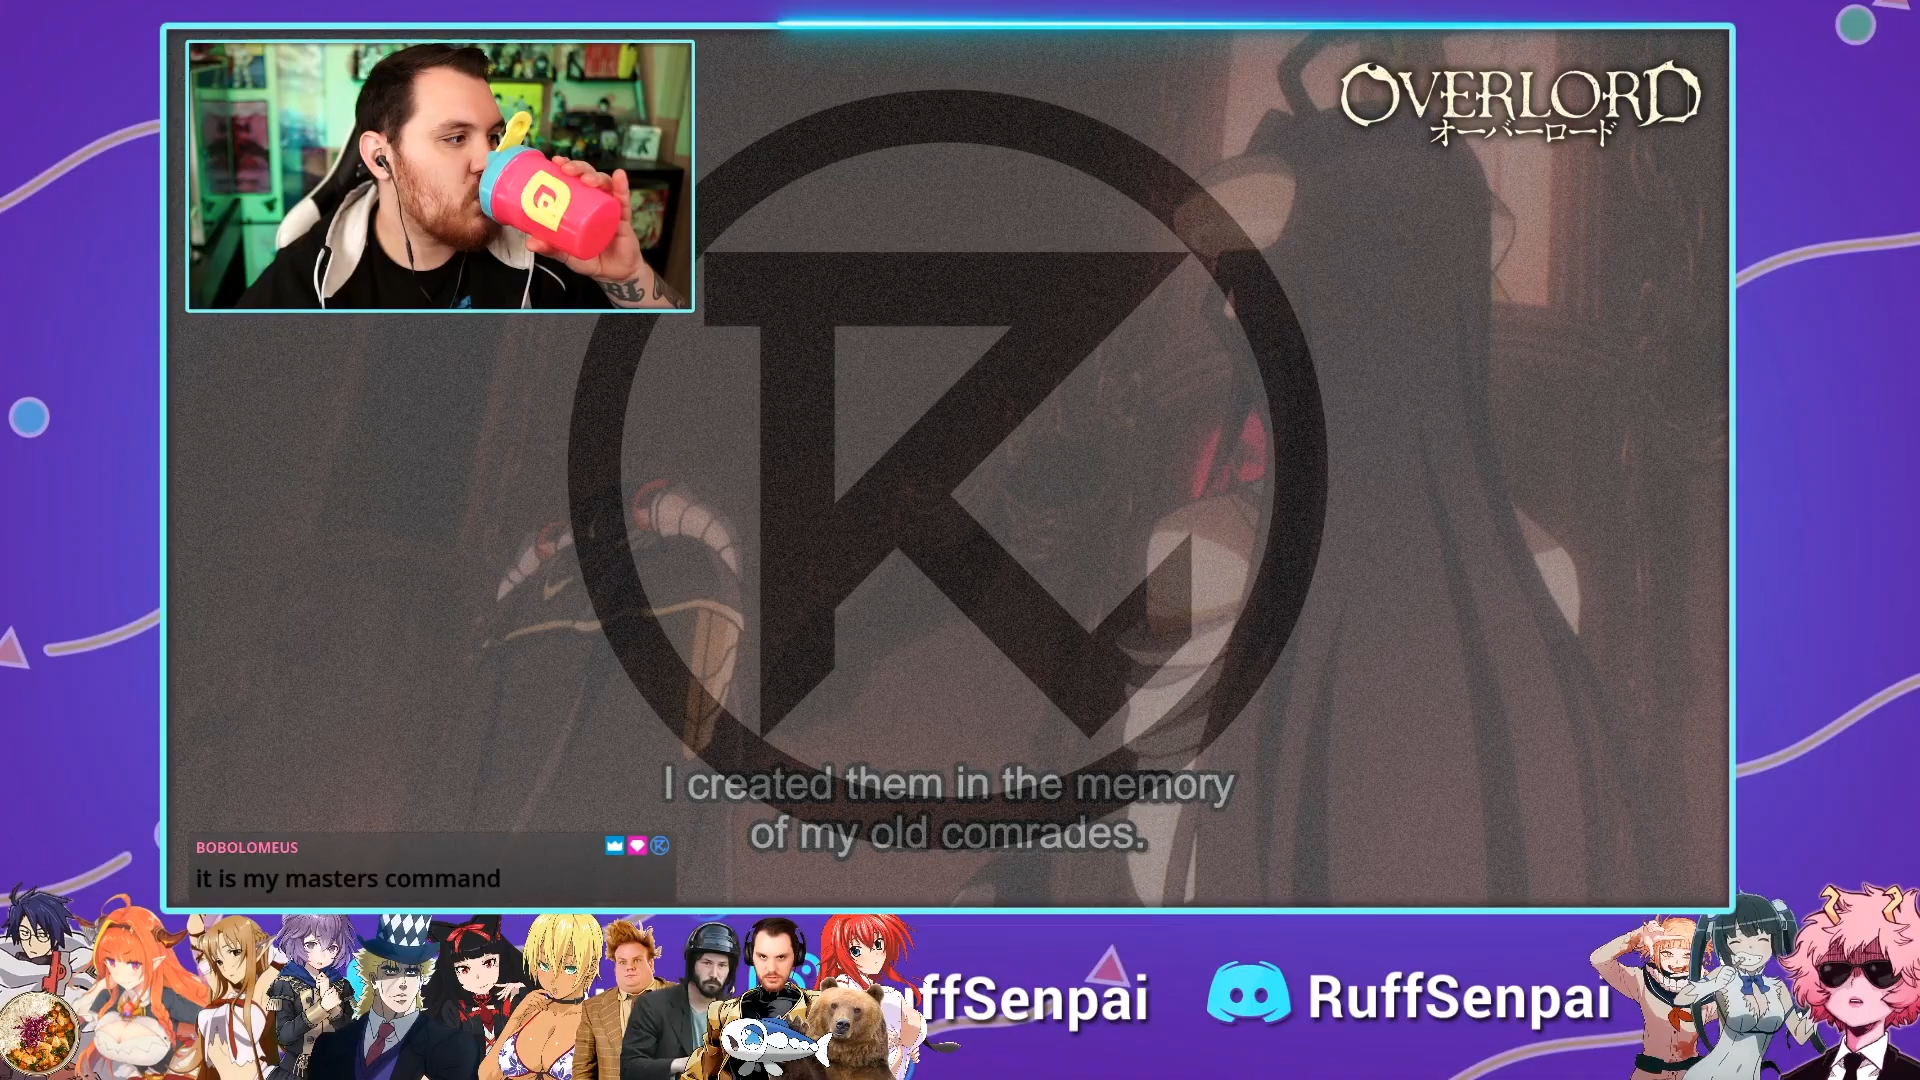 OVERLORD
オーバーロード
I created them in the memory
of my old comrades.
BOBOLOMEUS
it is my masters command
ffSenpai
RuffSenpai